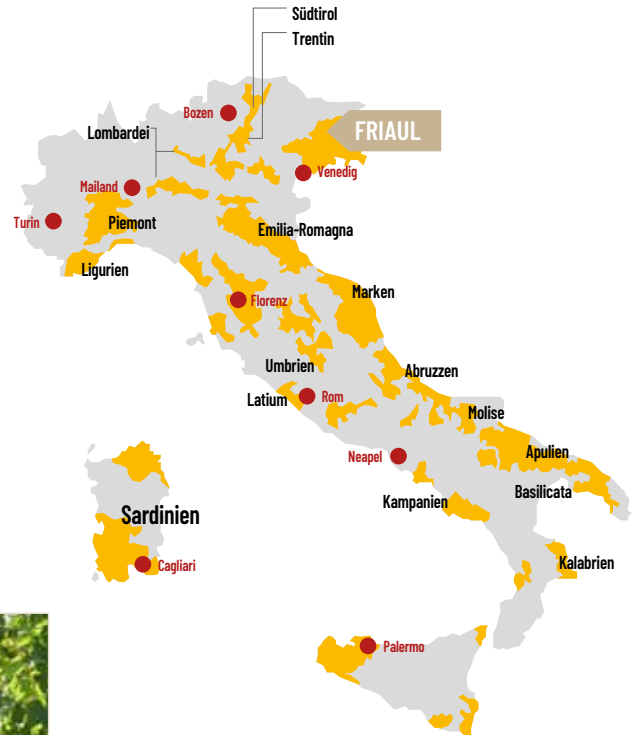 Südtirol
Trentin
Bozen
Lombardei
FRIAUL
Venedig
Mailand
Turin
Piemont
Emilia-Romagna
Ligurien
Marken
Florenz
Umbrien
Abruzzen
Latium
Rom
Molise
Neapel
Apulien
Kampanien
Basilicata
Sardinien
Cagliari
Kalabrien
Palermo